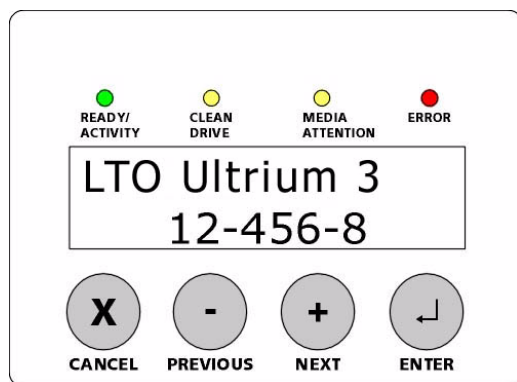 READY/ CLEAN MEDIA ERROR
ACTIVITY DRIVE ATTENTION
LTO Ultrium 3
12-456-8
X - + ↵
CANCEL PREVIOUS NEXT ENTER